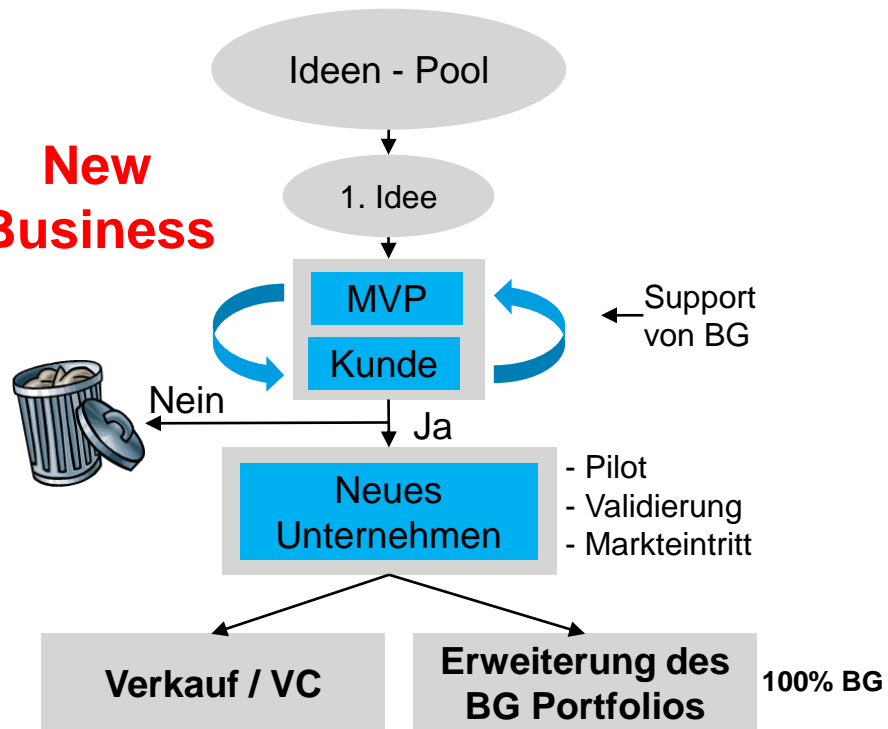 Ideen - Pool
New
Business
1. Idee
MVP
Kunde
Support
von BG
Nein
Ja
Neues
Unternehmen
- Pilot
- Validierung
- Markteintritt
Verkauf / VC
Erweiterung des
BG Portfolios
100% BG